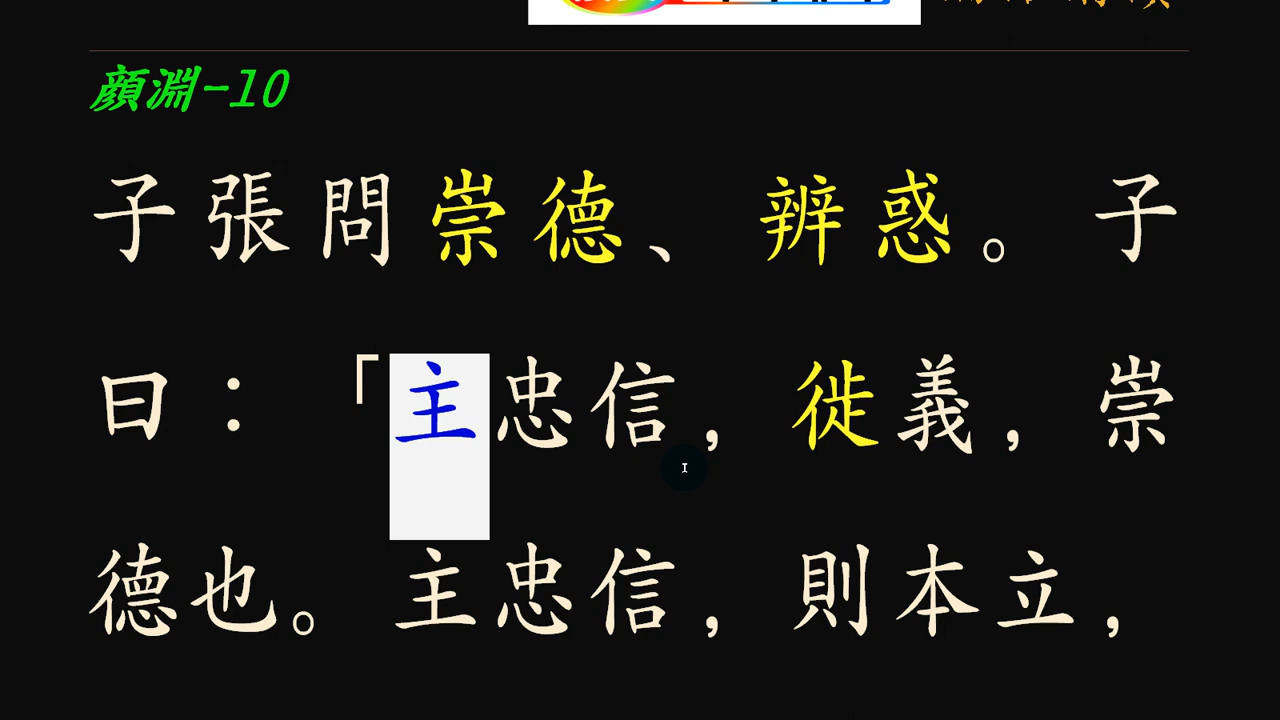 顏淵-10
子張問崇德、辨惑。子
曰：「主忠信，徙義，崇
德也。主忠信，則本立，